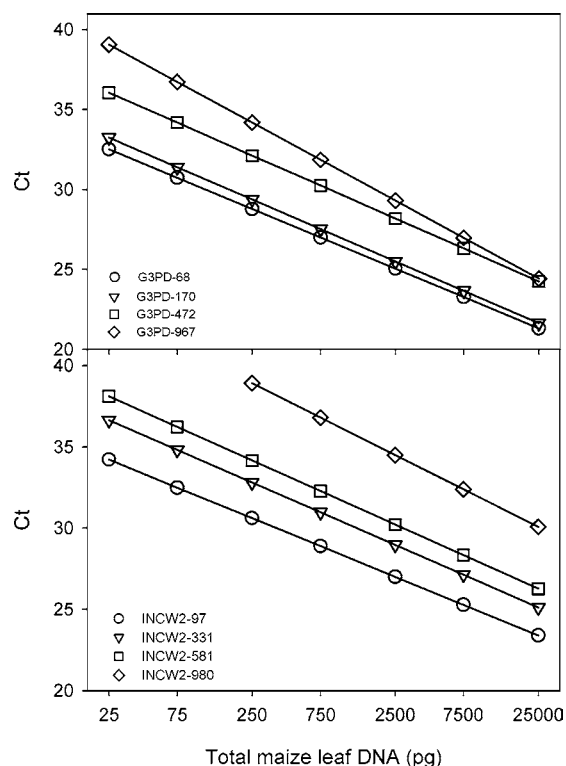 40
35
30
25
20
Ct
G3PD-68
G3PD-170
G3PD-472
G3PD-967
40
35
30
25
20
Ct
INCW2-97
INCW2-331
INCW2-581
INCW2-980
25 75 250 750 2500 7500 25000
Total maize leaf DNA (pg)